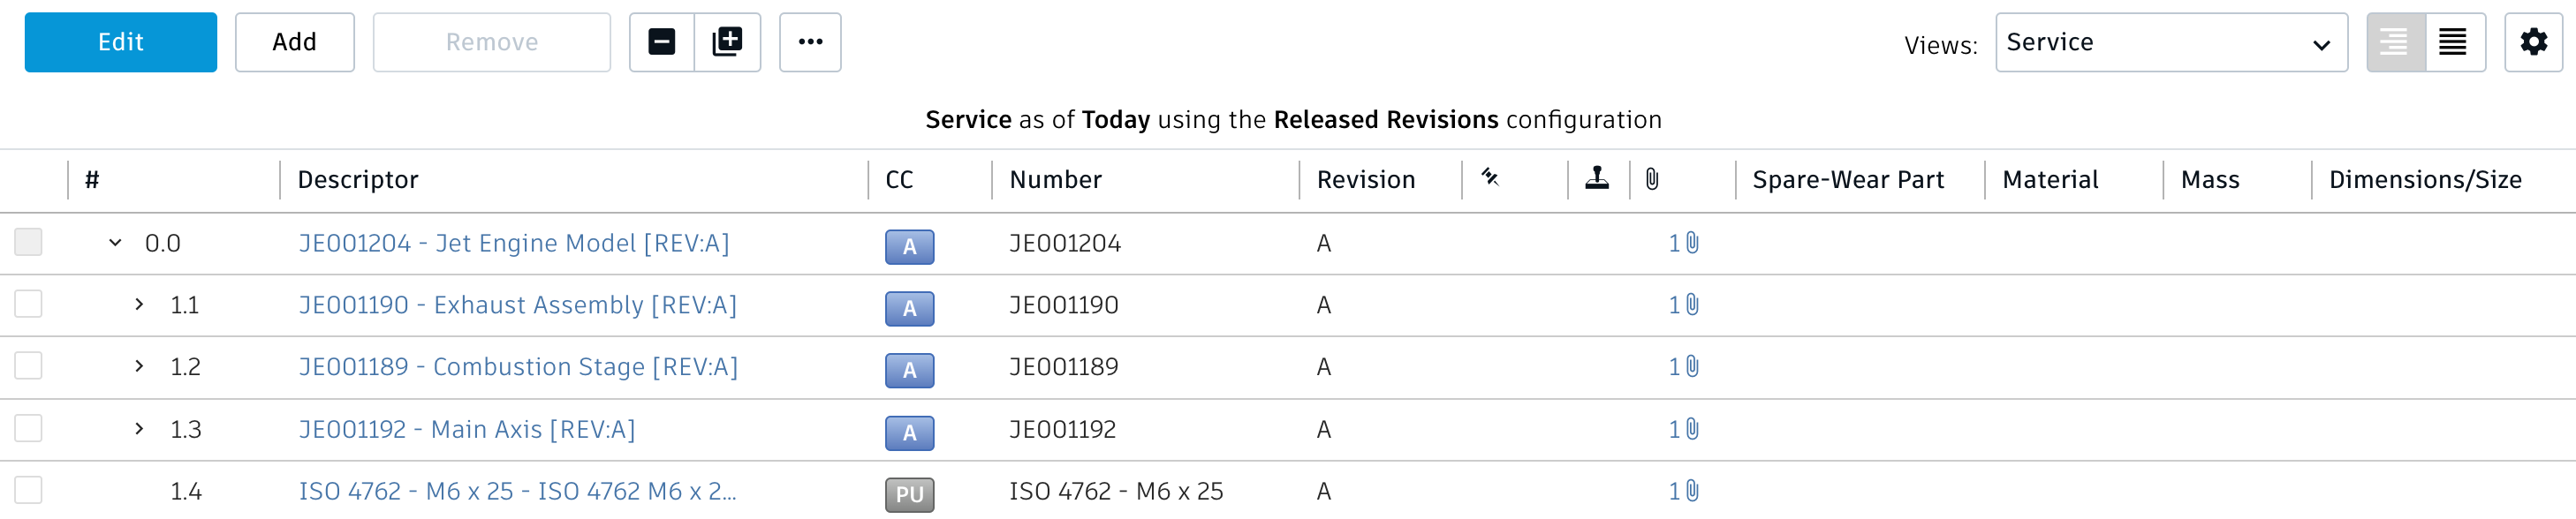 Edit Add Remove Views: Service
Service as of Today using the Released Revisions configuration
# Descriptor CC Number Revision Spare-Wear Part Material Mass Dimensions/Size
0.0 JE001204 - Jet Engine Model [REV:A] A JE001204 A 1
1.1 JE001190 - Exhaust Assembly [REV:A] A JE001190 A 1
1.2 JE001189 - Combustion Stage [REV:A] A JE001189 A 1
1.3 JE001192 - Main Axis [REV:A] A JE001192 A 1
1.4 ISO 4762 - M6 x 25 - ISO 4762 M6 x 2... PU ISO 4762 - M6 x 25 A 1